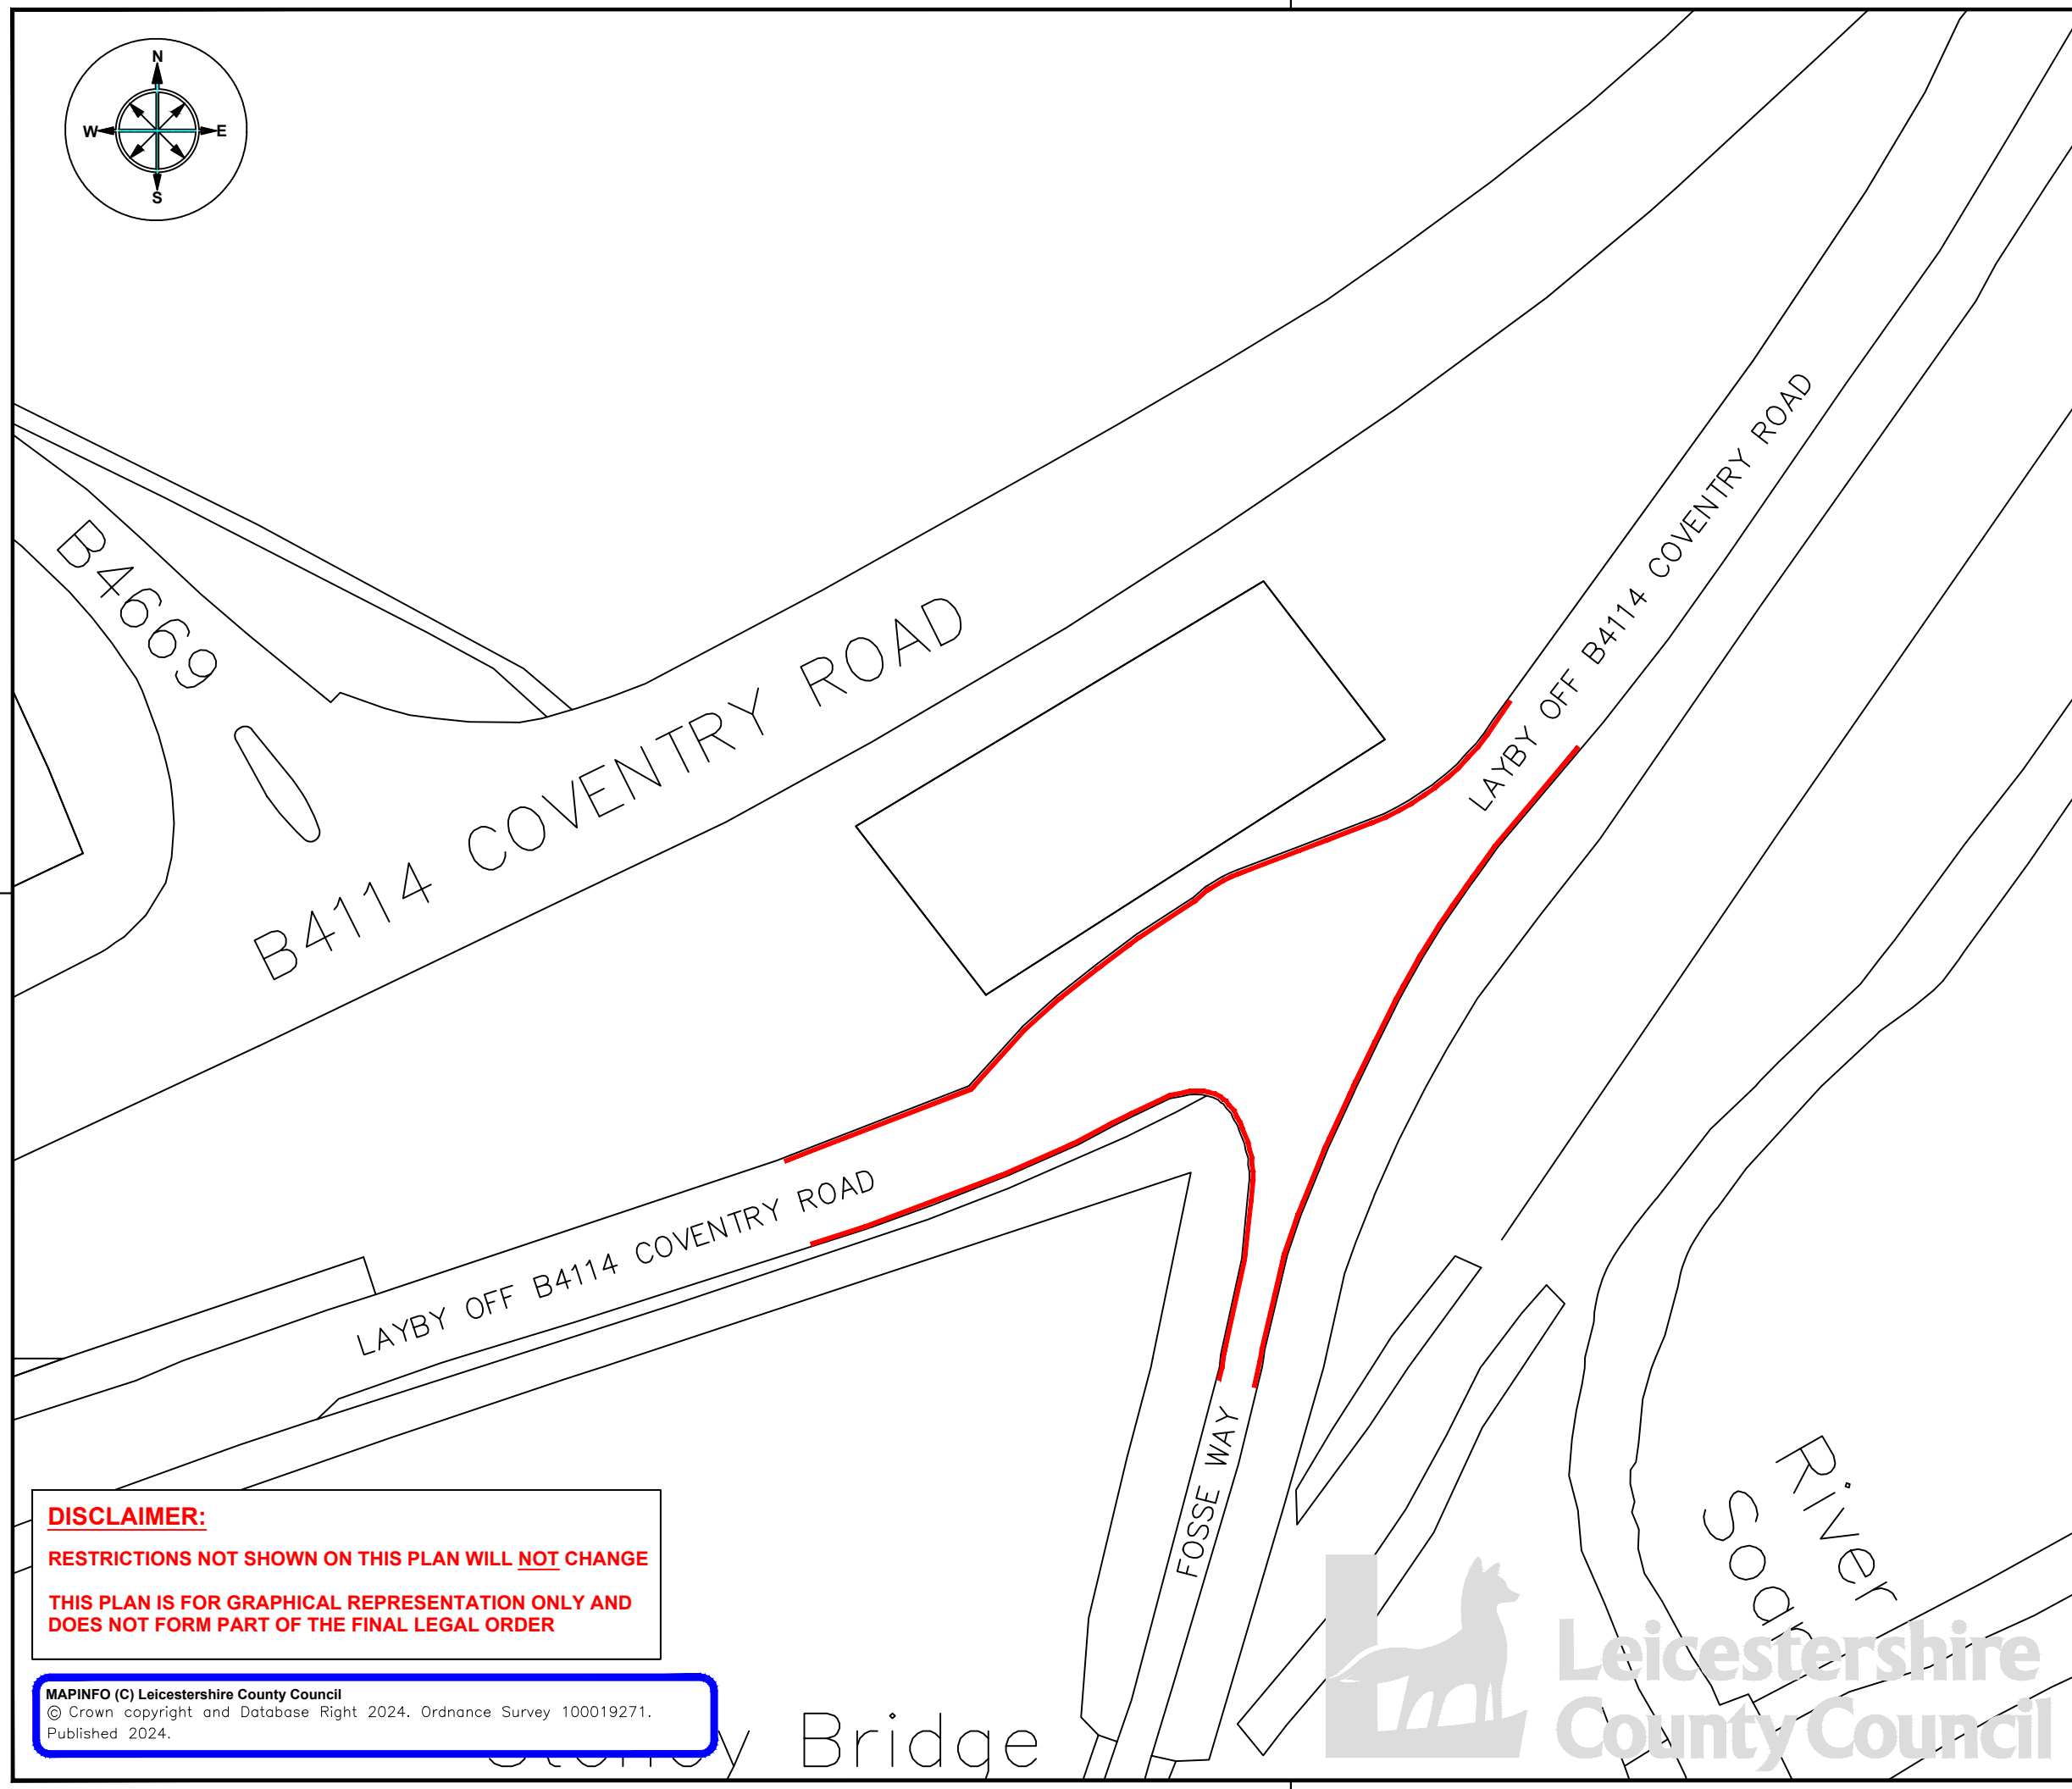 N
W E
S
B4669
B4114 COVENTRY ROAD
LAYBY OFF B4114 COVENTRY ROAD
LAYBY OFF B4114 COVENTRY ROAD
FOSSE WAY
River
Soar
DISCLAIMER:
RESTRICTIONS NOT SHOWN ON THIS PLAN WILL NOT CHANGE
THIS PLAN IS FOR GRAPHICAL REPRESENTATION ONLY AND
DOES NOT FORM PART OF THE FINAL LEGAL ORDER
MAPINFO (C) Leicestershire County Council
© Crown copyright and Database Right 2024. Ordnance Survey 100019271.
Published 2024.
Bridge
Leicestershire
County Council